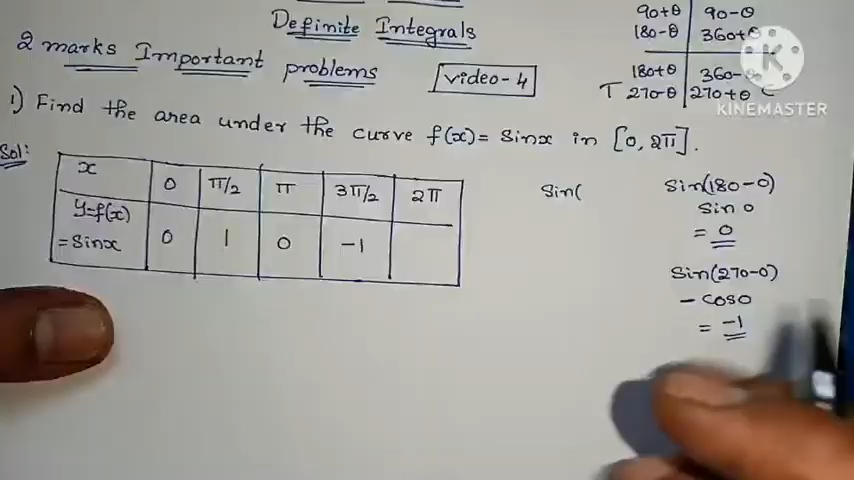 Definite Integrals
2 marks Important problems
video-4
90+θ 90-θ
180-θ 360+θ
180+θ 360-
T 270-θ 270+θ C
KINEMASTER
1) Find the area under the curve f(x)= Sinx in [0, 2π].
Sol:
x 0 π/2 π 3π/2 2π
y=f(x)
=Sinx 0 1 0 -1
Sin(
Sin(180-0)
Sin 0
= 0
Sin(270-0)
- Cos0
= -1